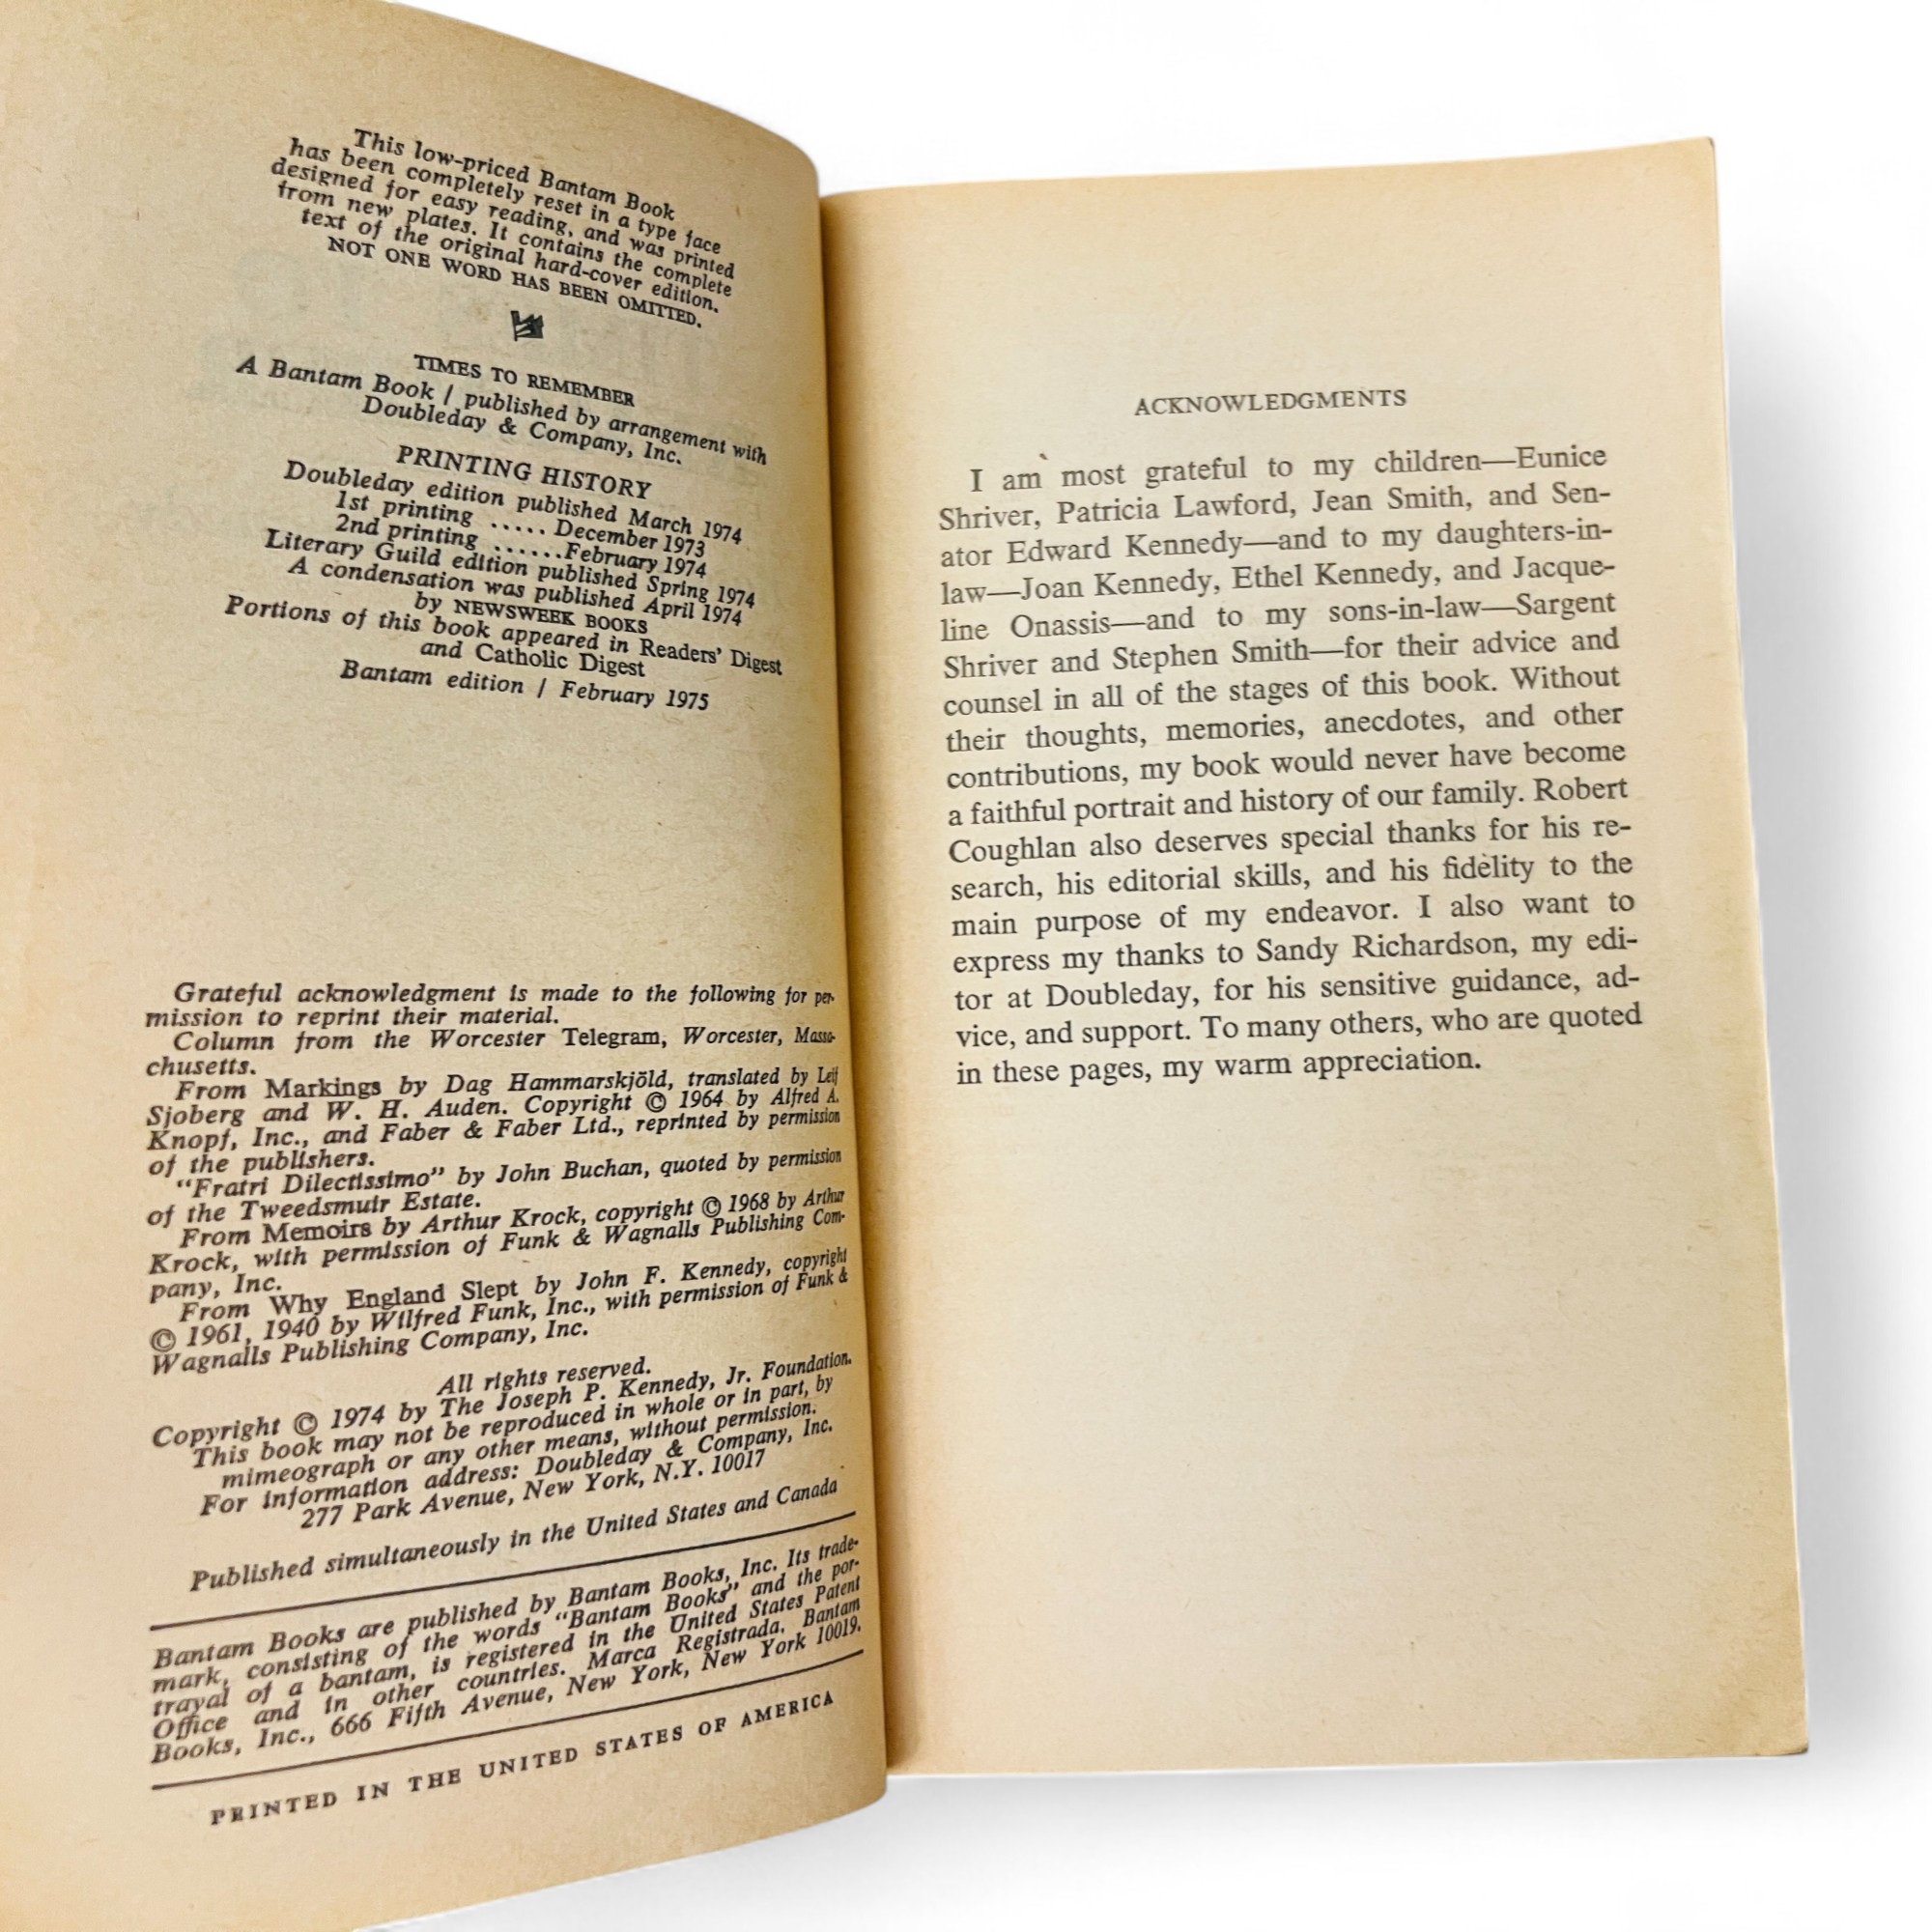 This low-priced Bantam Book
has been completely reset in a type face
designed for easy reading, and was printed
from new plates. It contains the complete
text of the original hard-cover edition.
NOT ONE WORD HAS BEEN OMITTED.
TIMES TO REMEMBER
A Bantam Book / published by arrangement with
Doubleday & Company, Inc.
PRINTING HISTORY
Doubleday edition published March 1974
1st printing ..... December 1973
2nd printing ......February 1974
Literary Guild edition published Spring 1974
A condensation was published April 1974
by NEWSWEEK BOOKS
Portions of this book appeared in Readers' Digest
and Catholic Digest
Bantam edition / February 1975
Grateful acknowledgment is made to the following for per-
mission to reprint their material.
Column from the Worcester Telegram, Worcester, Massa-
chusetts.
From Markings by Dag Hammarskjöld, translated by Leif
Sjoberg and W. H. Auden. Copyright © 1964 by Alfred A.
Knopf, Inc., and Faber & Faber Ltd., reprinted by permission
of the publishers.
"Fratri Dilectissimo" by John Buchan, quoted by permission
of the Tweedsmuir Estate.
From Memoirs by Arthur Krock, copyright © 1968 by Arthur
Krock, with permission of Funk & Wagnalls Publishing Com-
pany, Inc.
From Why England Slept by John F. Kennedy, copyright
© 1961, 1940 by Wilfred Funk, Inc., with permission of Funk &
Wagnalls Publishing Company, Inc.
All rights reserved.
Copyright © 1974 by The Joseph P. Kennedy, Jr. Foundation.
This book may not be reproduced in whole or in part, by
mimeograph or any other means, without permission.
For information address: Doubleday & Company, Inc.
277 Park Avenue, New York, N.Y. 10017
Published simultaneously in the United States and Canada
Bantam Books are published by Bantam Books, Inc. Its trade-
mark, consisting of the words "Bantam Books" and the por-
trayal of a bantam, is registered in the United States Patent
Office and in other countries. Marca Registrada. Bantam
Books, Inc., 666 Fifth Avenue, New York, New York 10019.
PRINTED IN THE UNITED STATES OF AMERICA
ACKNOWLEDGMENTS
I am most grateful to my children—Eunice
Shriver, Patricia Lawford, Jean Smith, and Sen-
ator Edward Kennedy—and to my daughters-in-
law—Joan Kennedy, Ethel Kennedy, and Jacque-
line Onassis—and to my sons-in-law—Sargent
Shriver and Stephen Smith—for their advice and
counsel in all of the stages of this book. Without
their thoughts, memories, anecdotes, and other
contributions, my book would never have become
a faithful portrait and history of our family. Robert
Coughlan also deserves special thanks for his re-
search, his editorial skills, and his fidelity to the
main purpose of my endeavor. I also want to
express my thanks to Sandy Richardson, my edi-
tor at Doubleday, for his sensitive guidance, ad-
vice, and support. To many others, who are quoted
in these pages, my warm appreciation.